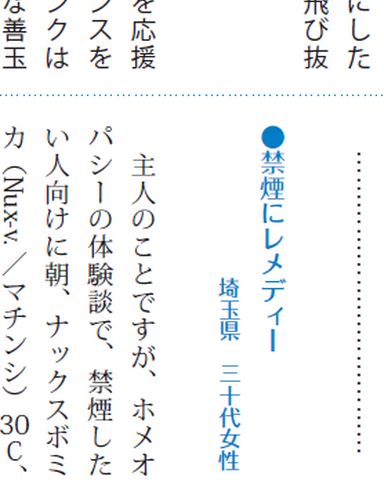 にした
飛び抜
を応援
ンスを
ンクは
な善玉
●禁煙にレメディー
埼玉県　三十代女性
主人のことですが、ホメオ
パシーの体験談で、禁煙した
い人向けに朝、ナックスボミ
カ（Nux-v.／マチンシ）30C、